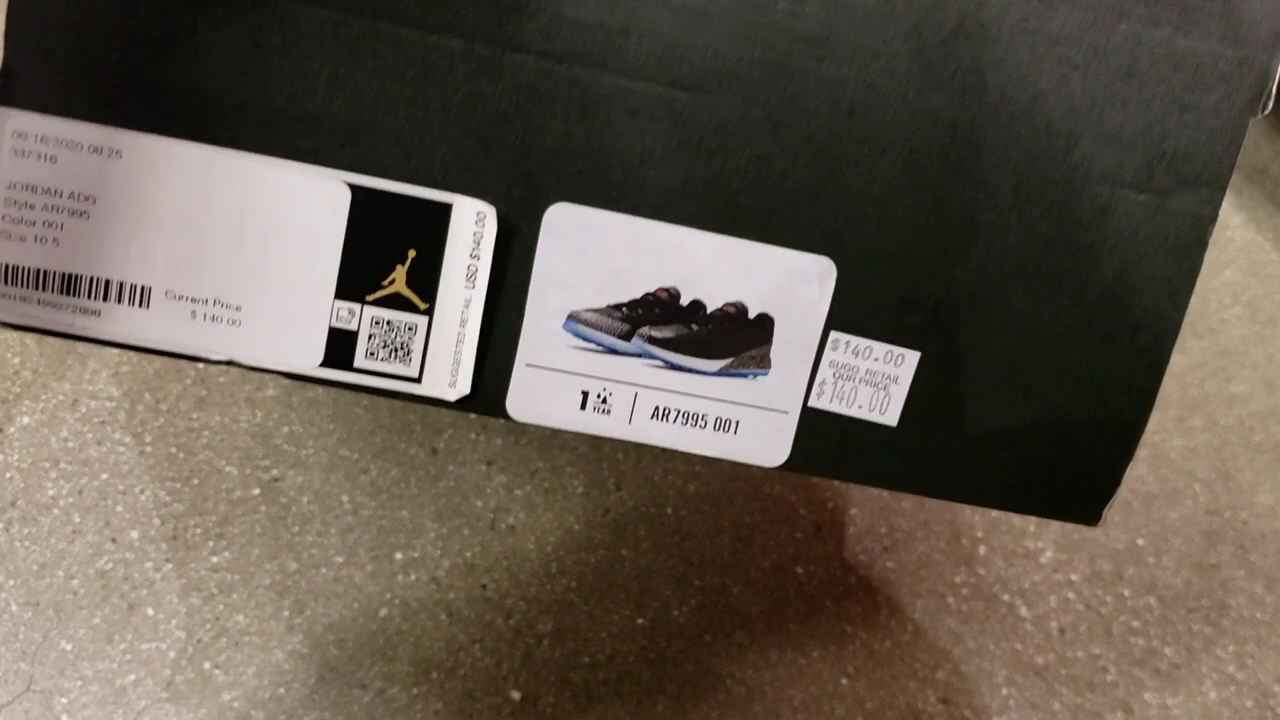 09/16/2020 08:25
337316
JORDAN ADG
Style AR7995
Color 001
Size 10.5
Current Price
$ 140.00
SUGGESTED RETAIL USD $140.00
1 YEAR
AR7995 001
$140.00
SUGG. RETAIL
OUR PRICE
$140.00